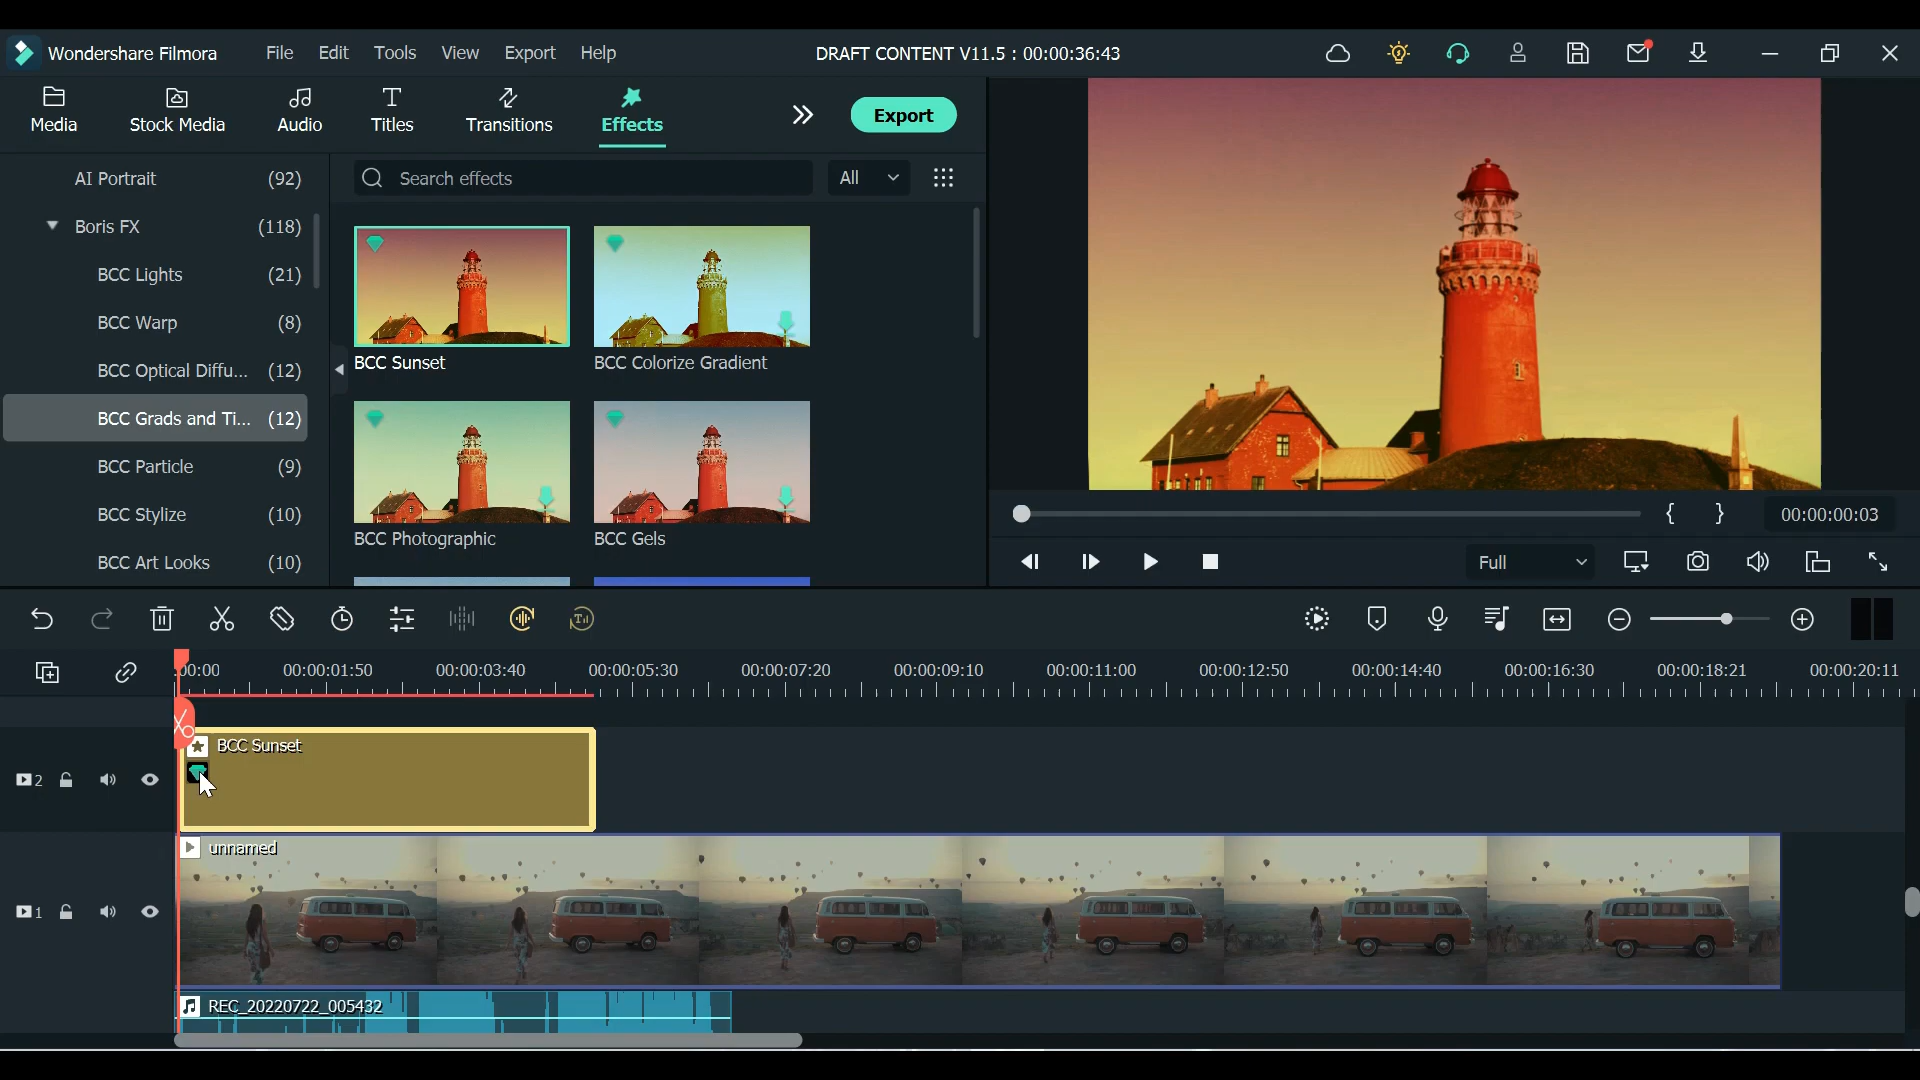 Wondershare Filmora File Edit Tools View Export Help DRAFT CONTENT V11.5 : 00:00:36:43
Media Stock Media Audio Titles Transitions Effects Export
AI Portrait (92)
Boris FX (118)
BCC Lights (21)
BCC Warp (8)
BCC Optical Diffu... (12)
BCC Grads and Ti... (12)
BCC Particle (9)
BCC Stylize (10)
BCC Art Looks (10)
Search effects All
BCC Sunset BCC Colorize Gradient
BCC Photographic BCC Gels
00:00:00:03
Full
:00:00 00:00:01:50 00:00:03:40 00:00:05:30 00:00:07:20 00:00:09:10 00:00:11:00 00:00:12:50 00:00:14:40 00:00:16:30 00:00:18:21 00:00:20:11
BCC Sunset
2
unnamed
1
REC_20220722_005432